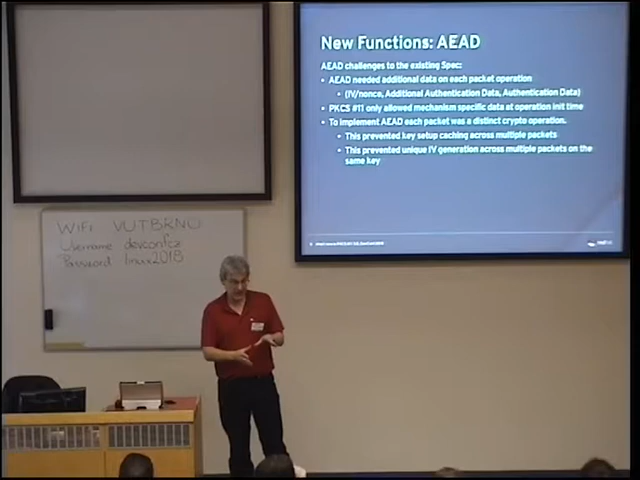 New Functions: AEAD
AEAD challenges to the existing Spec:
• AEAD needed additional data on each packet operation
• (IV/nonce, Additional Authentication Data, Authentication Data)
• PKCS #11 only allowed mechanism specific data at operation init time
• To implement AEAD each packet was a distinct crypto operation.
• This prevented key setup caching across multiple packets
• This prevented unique IV generation across multiple packets on the
same key
WiFi VUTBRNO
Username devconfcz
Password linux2018